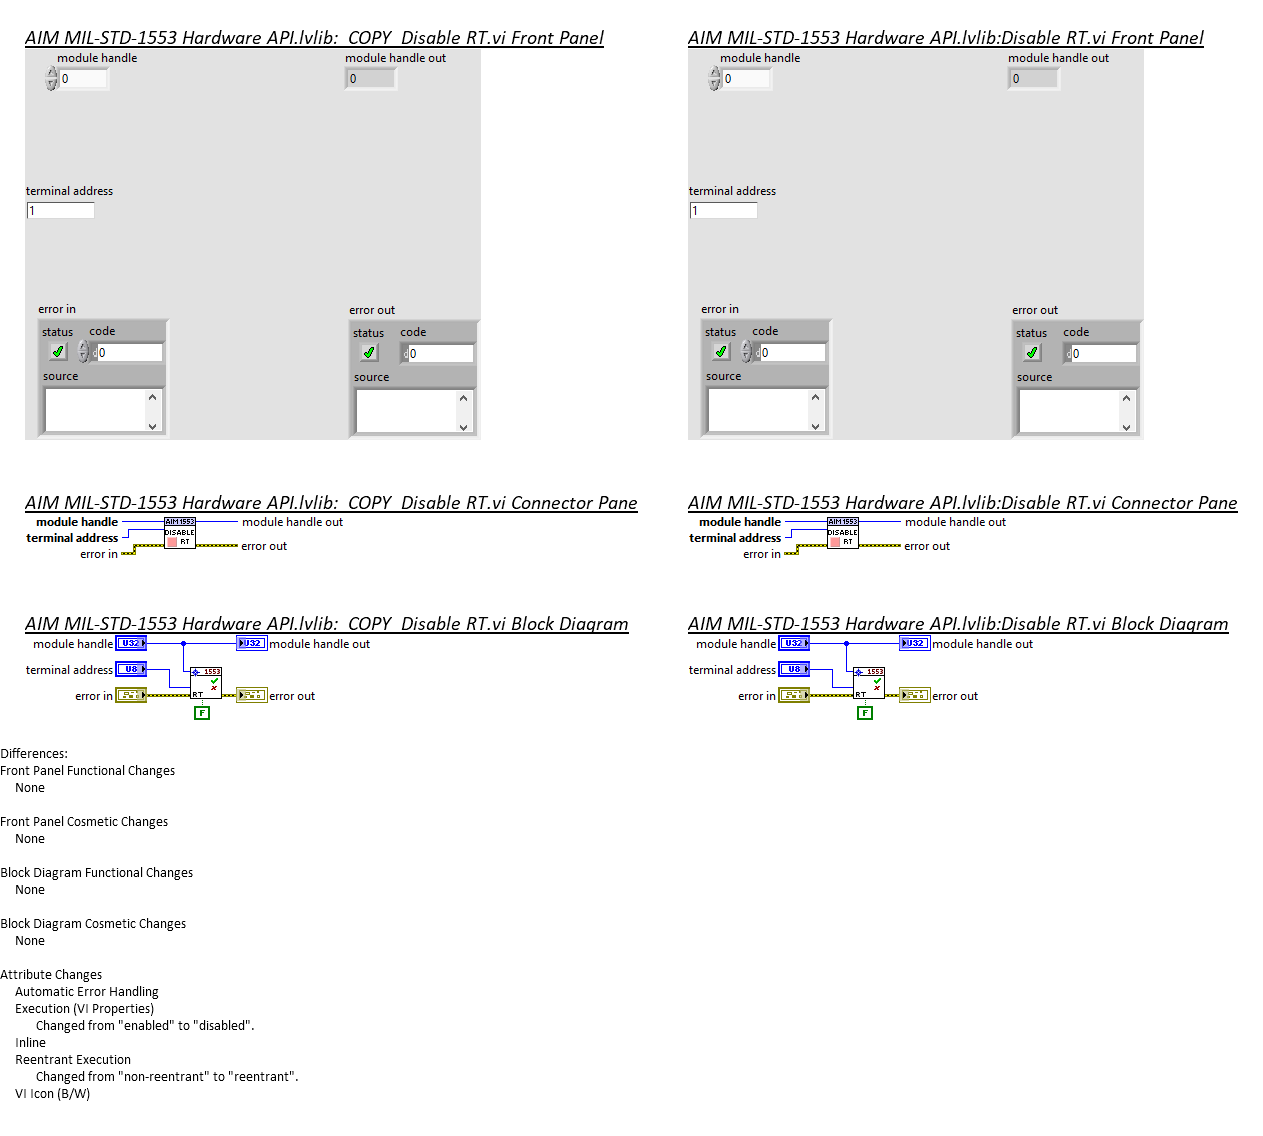 AIM MIL-STD-1553 Hardware API.lvlib:_COPY_Disable RT.vi Front Panel
module handle
0
module handle out
0
terminal address
1
error in
status code
d 0
source
error out
status code
d 0
source
AIM MIL-STD-1553 Hardware API.lvlib:Disable RT.vi Front Panel
module handle
0
module handle out
0
terminal address
1
error in
status code
d 0
source
error out
status code
d 0
source
AIM MIL-STD-1553 Hardware API.lvlib:_COPY_Disable RT.vi Connector Pane
module handle
terminal address
error in
AIM1553
DISABLE
RT
module handle out
error out
AIM MIL-STD-1553 Hardware API.lvlib:Disable RT.vi Connector Pane
module handle
terminal address
error in
AIM1553
DISABLE
RT
module handle out
error out
AIM MIL-STD-1553 Hardware API.lvlib:_COPY_Disable RT.vi Block Diagram
module handle U32
U32 module handle out
terminal address U8
1553
RT
error in
error out
F
AIM MIL-STD-1553 Hardware API.lvlib:Disable RT.vi Block Diagram
module handle U32
U32 module handle out
terminal address U8
1553
RT
error in
error out
F
Differences:
Front Panel Functional Changes
None
Front Panel Cosmetic Changes
None
Block Diagram Functional Changes
None
Block Diagram Cosmetic Changes
None
Attribute Changes
Automatic Error Handling
Execution (VI Properties)
Changed from "enabled" to "disabled".
Inline
Reentrant Execution
Changed from "non-reentrant" to "reentrant".
VI Icon (B/W)